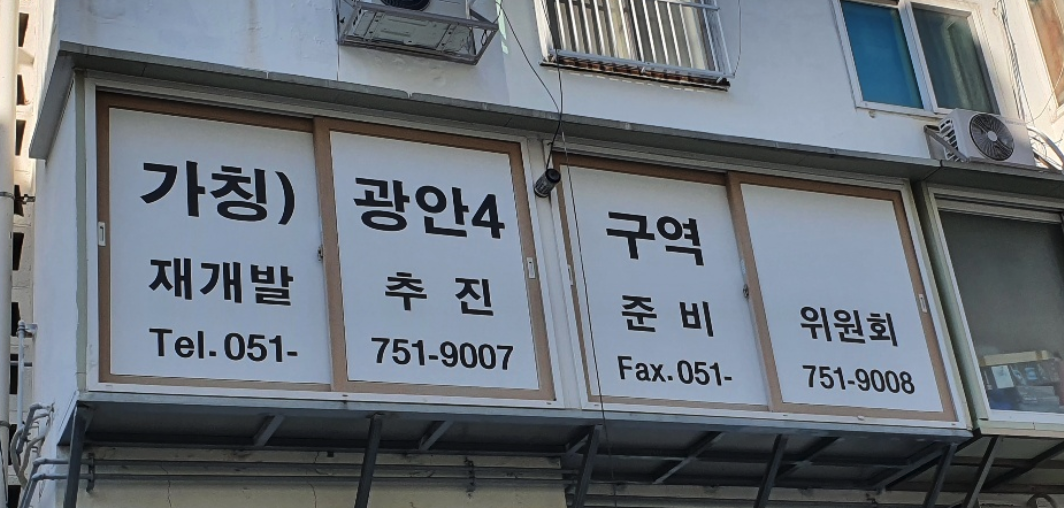 가칭) 광안4 구역
재개발 추 진 준 비 위원회
Tel. 051- 751-9007 Fax. 051- 751-9008